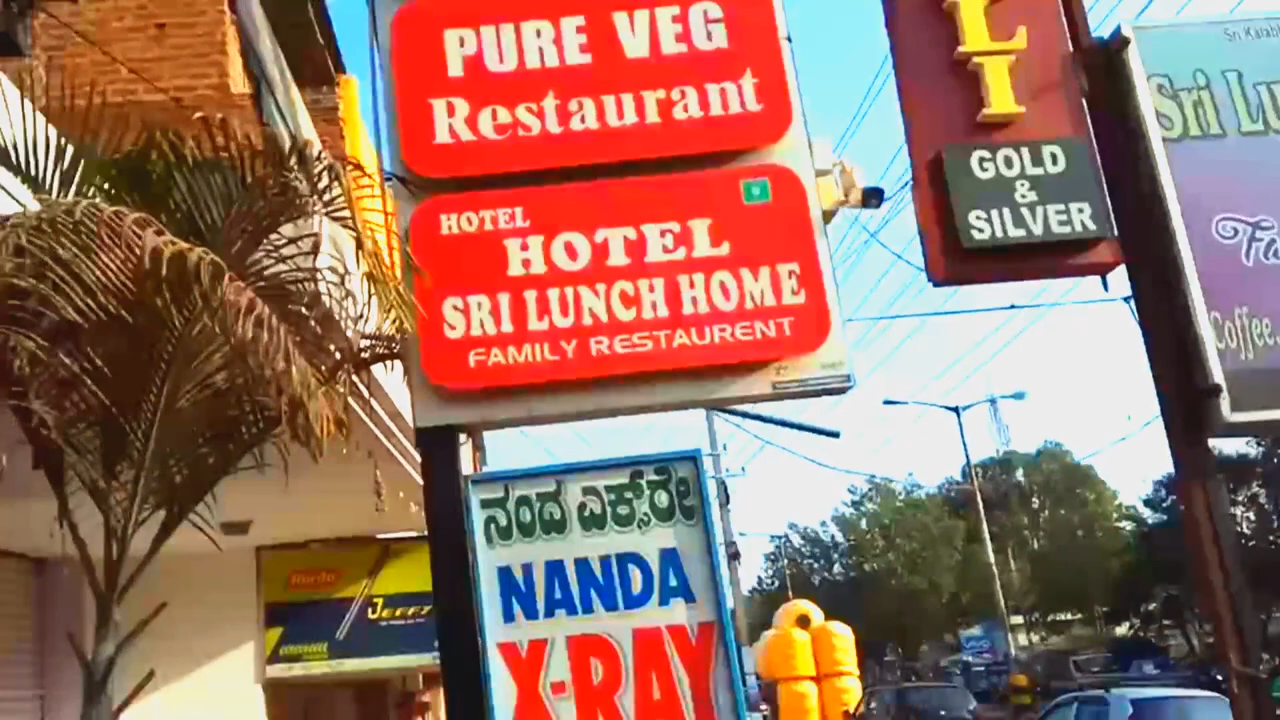 PURE VEG
Restaurant
HOTEL
HOTEL
SRI LUNCH HOME
FAMILY RESTAURENT
ನಂದ ಎಕ್ಸ್‌ರೇ
NANDA
X-RAY
LI
GOLD
&
SILVER
Sri Lu
Coffee
JEFFY